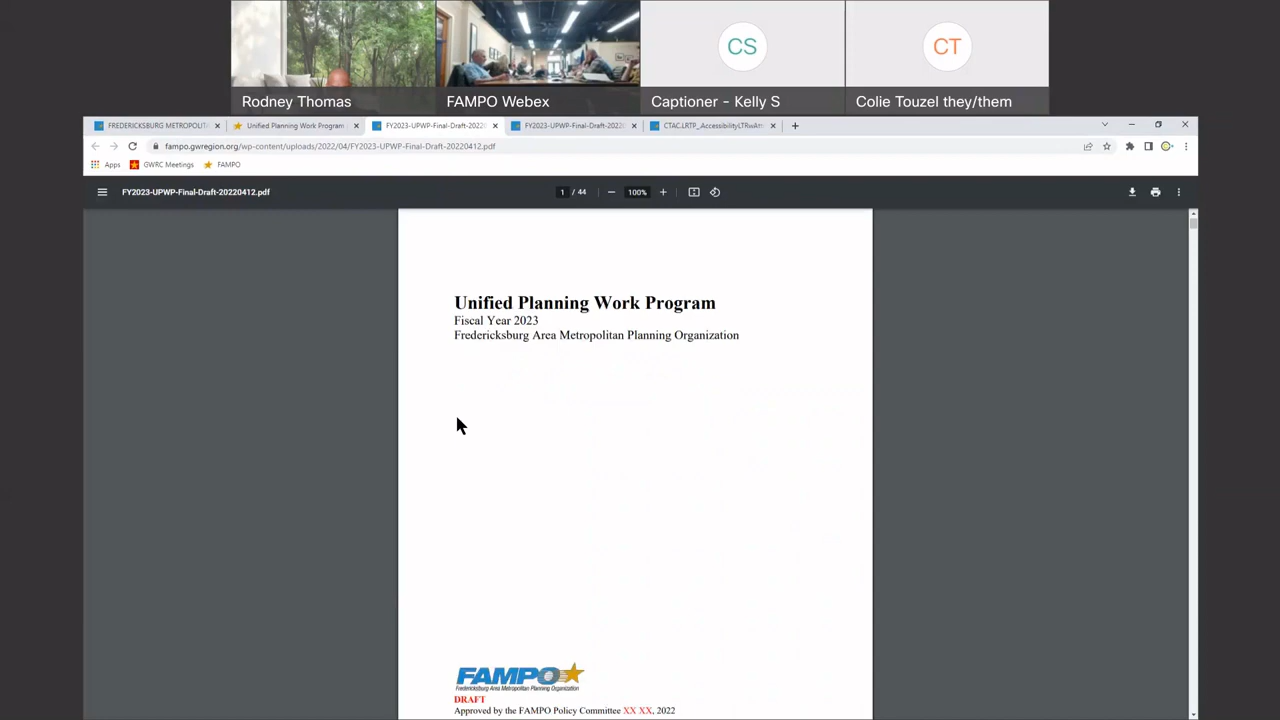 CS
CT
Rodney Thomas
FAMPO Webex
Captioner - Kelly S
Colie Touzel they/them
FREDERICKSBURG METROPOLIT
Unified Planning Work Program
FY2023-UPWP-Final-Draft-20220
FY2023-UPWP-Final-Draft-20220
fampo.gwregion.org/wp-content/uploads/2022/04/FY2023-UPWP-Final-Draft-20220412.pdf
Apps
GWRC Meetings
FAMPO
FY2023-UPWP-Final-Draft-20220412.pdf
1 / 44
100%
Unified Planning Work Program
Fiscal Year 2023
Fredericksburg Area Metropolitan Planning Organization
FAMPO
Fredericksburg Area Metropolitan Planning Organization
DRAFT
Approved by the FAMPO Policy Committee XX XX, 2022